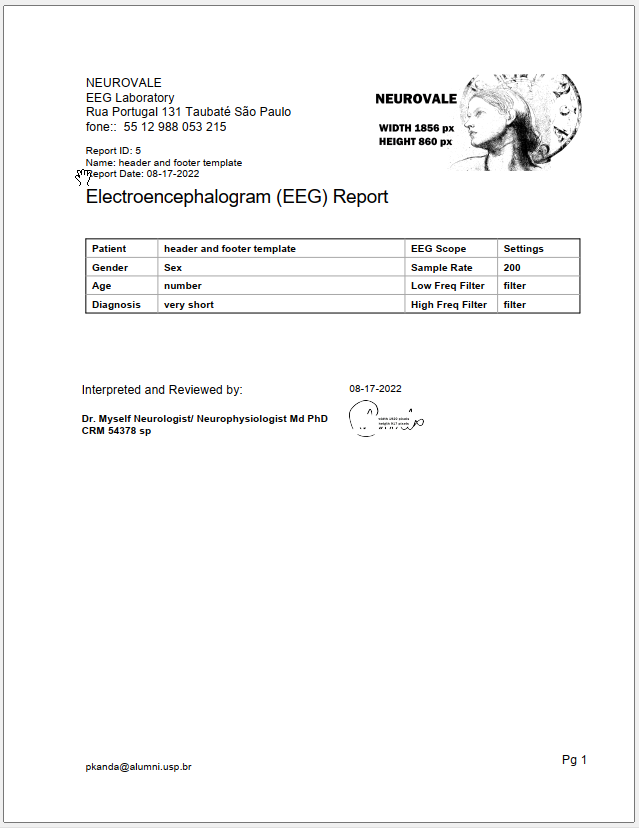 NEUROVALE
EEG Laboratory
Rua Portugal 131 Taubaté São Paulo
fone:: 55 12 988 053 215
NEUROVALE
WIDTH 1856 px
HEIGHT 860 px
Report ID: 5
Name: header and footer template
Report Date: 08-17-2022
Electroencephalogram (EEG) Report
Patient header and footer template EEG Scope Settings
Gender Sex Sample Rate 200
Age number Low Freq Filter filter
Diagnosis very short High Freq Filter filter
Interpreted and Reviewed by: 08-17-2022
Dr. Myself Neurologist/ Neurophysiologist Md PhD
CRM 54378 sp
pkanda@alumni.usp.br
Pg 1